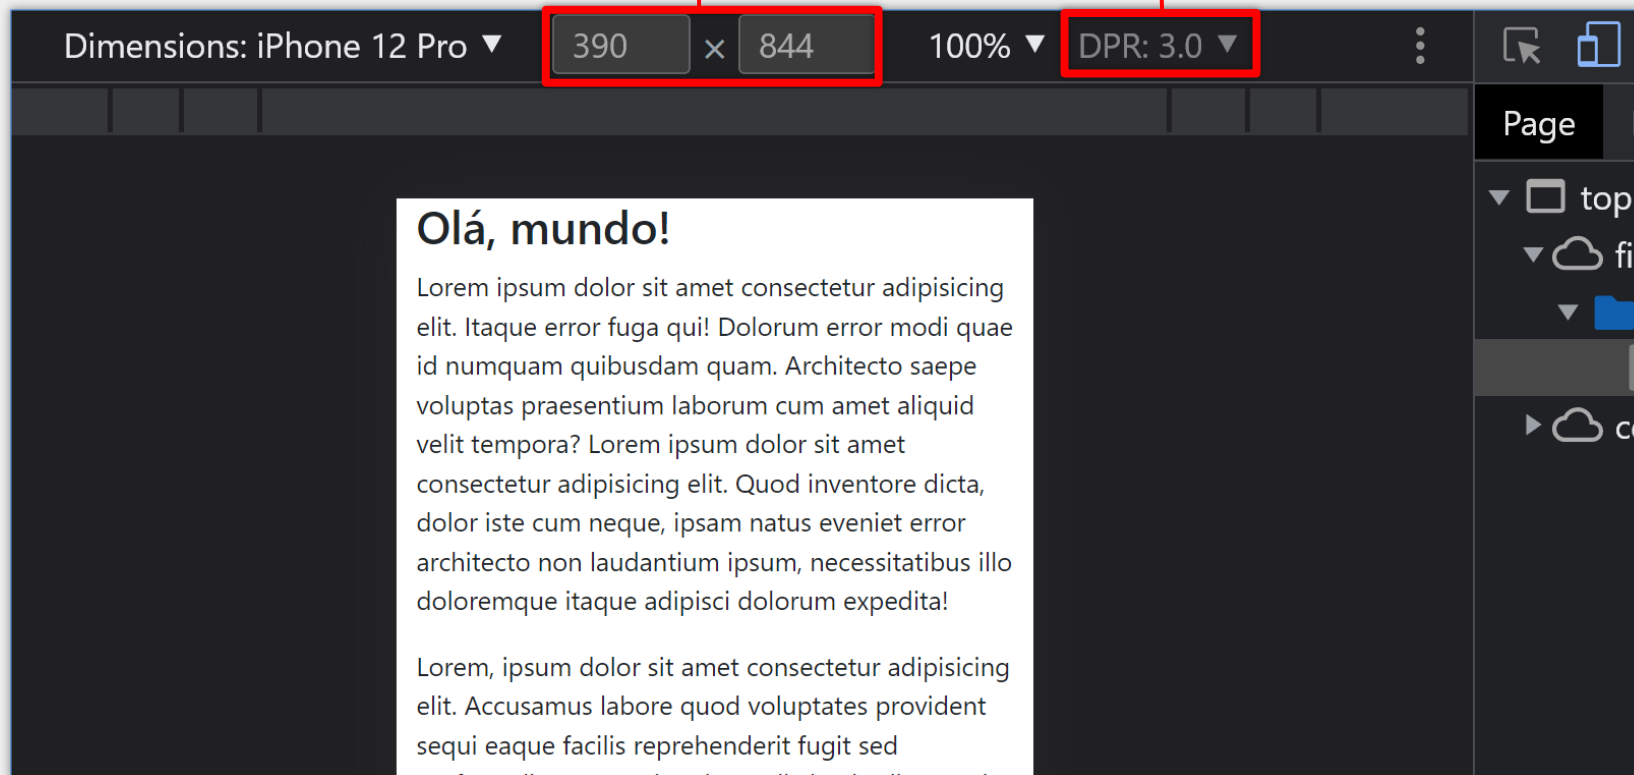 Dimensions: iPhone 12 Pro ▼ 390 × 844 100% ▼ DPR: 3.0 ▼
Page
top
Olá, mundo!
Lorem ipsum dolor sit amet consectetur adipisicing
elit. Itaque error fuga qui! Dolorum error modi quae
id numquam quibusdam quam. Architecto saepe
voluptas praesentium laborum cum amet aliquid
velit tempora? Lorem ipsum dolor sit amet
consectetur adipisicing elit. Quod inventore dicta,
dolor iste cum neque, ipsam natus eveniet error
architecto non laudantium ipsum, necessitatibus illo
doloremque itaque adipisci dolorum expedita!
Lorem, ipsum dolor sit amet consectetur adipisicing
elit. Accusamus labore quod voluptates provident
sequi eaque facilis reprehenderit fugit sed